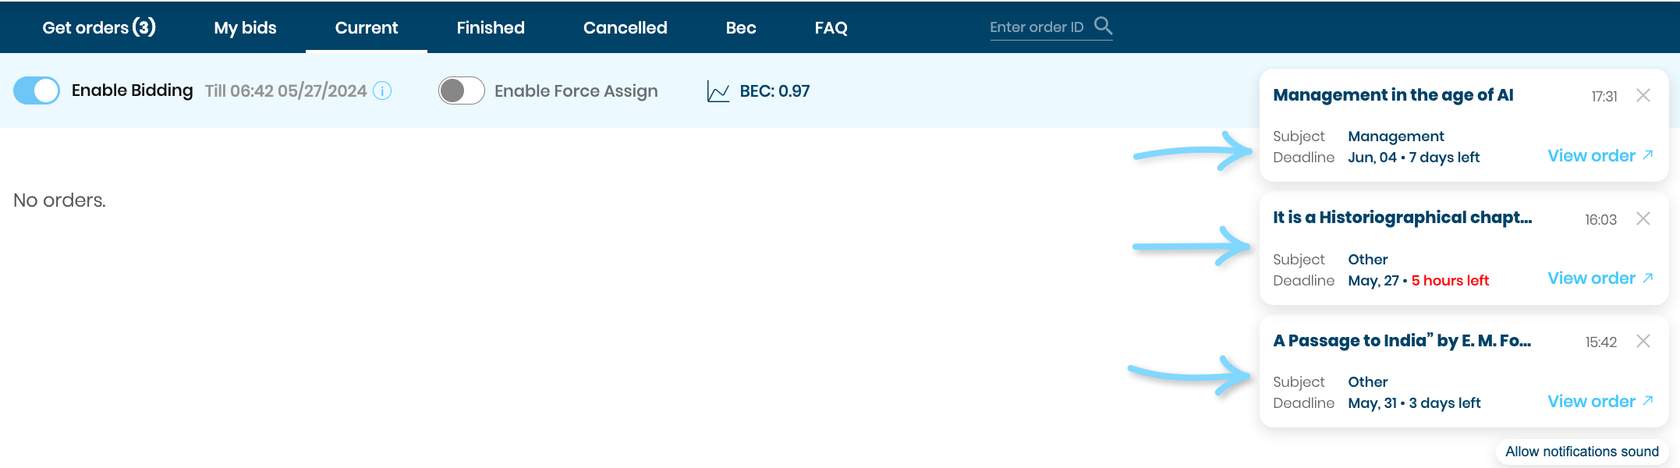 Get orders (3) My bids Current Finished Cancelled Bec FAQ Enter order ID
Enable Bidding Till 06:42 05/27/2024 Enable Force Assign BEC: 0.97
No orders.
Management in the age of AI 17:31
Subject Management
Deadline Jun, 04 • 7 days left View order
It is a Historiographical chapt... 16:03
Subject Other
Deadline May, 27 • 5 hours left View order
A Passage to India” by E. M. Fo... 15:42
Subject Other
Deadline May, 31 • 3 days left View order
Allow notifications sound